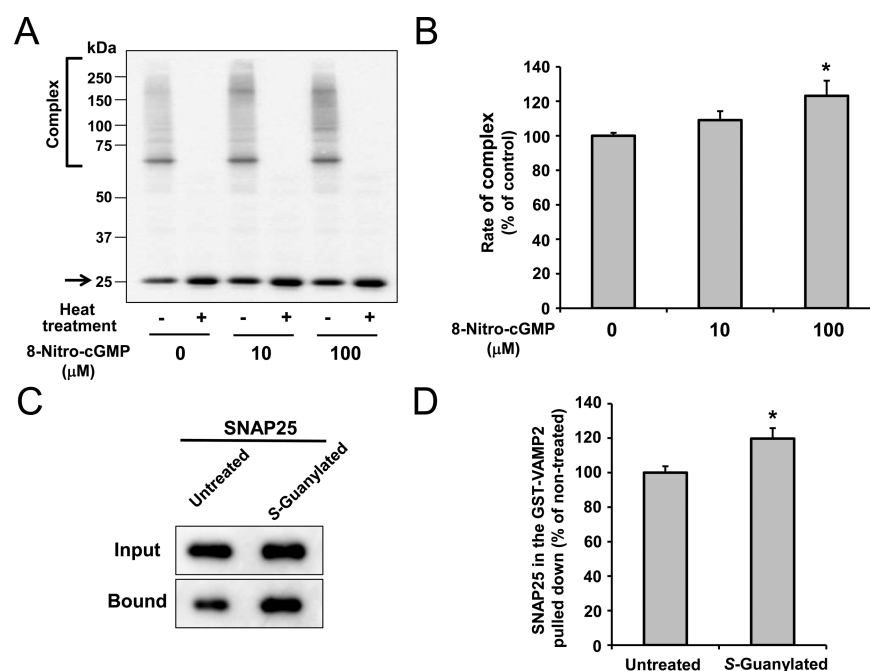 A
kDa
Complex
250
150
100
75
50
37
25
Heat treatment
- + - + - +
8-Nitro-cGMP (μM)
0 10 100
B
Rate of complex
(% of control)
140
120
100
80
60
40
20
0
*
8-Nitro-cGMP (μM)
0 10 100
C
SNAP25
Untreated
S-Guanylated
Input
Bound
D
SNAP25 in the GST-VAMP2
pulled down (% of non-treated)
140
120
100
80
60
40
20
0
*
Untreated S-Guanylated